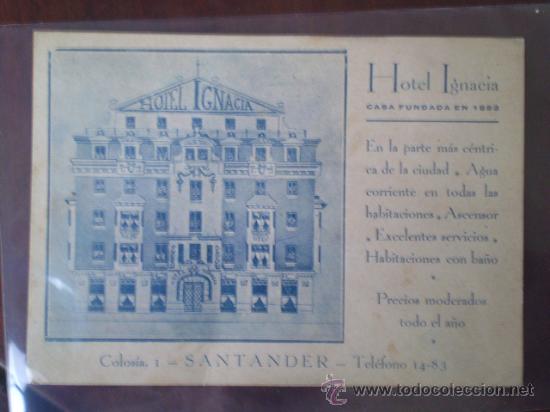 HOTEL IGNACIA
Hotel Ignacia
CASA FUNDADA EN 1893
En la parte más céntri-
ca de la ciudad. Agua
corriente en todas las
habitaciones. Ascensor
. Excelentes servicios.
Habitaciones con baño
.
Precios moderados
todo el año
.
Colosía, 1 — SANTANDER — Teléfono 14-83
www.todocoleccion.net